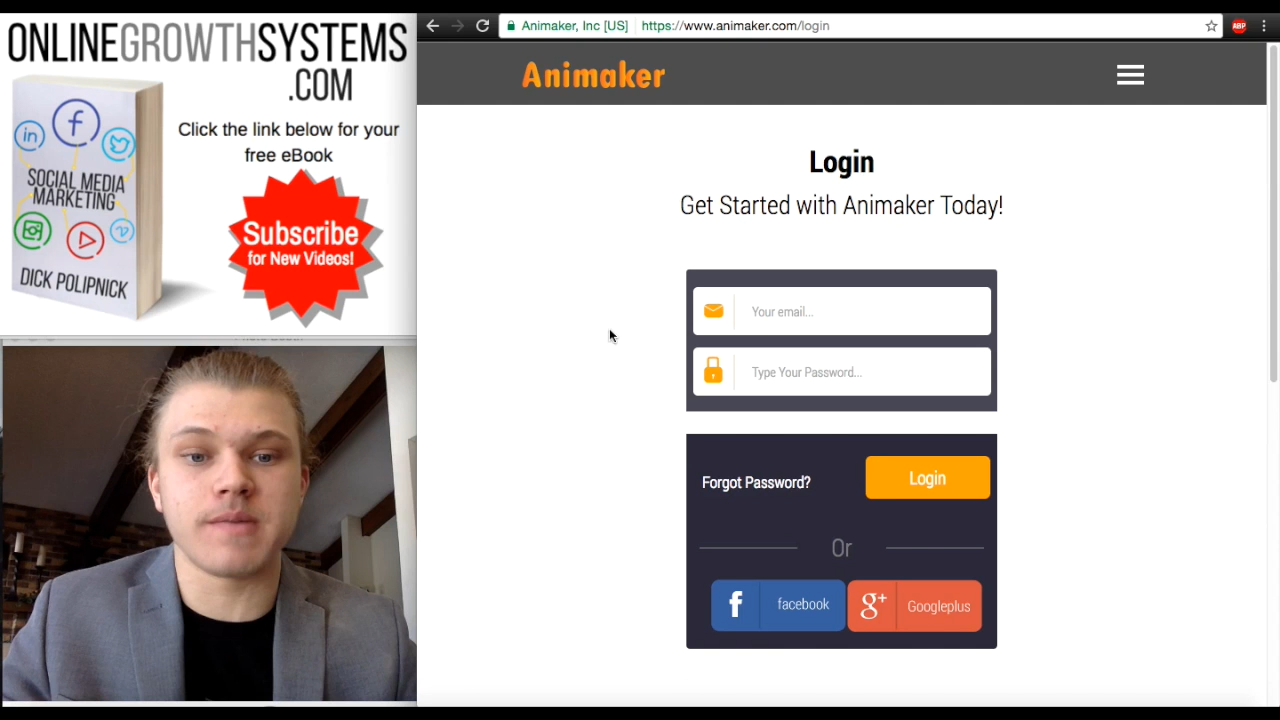 ONLINEGROWTHSYSTEMS
.COM
Click the link below for your
free eBook
in
f
SOCIAL MEDIA
MARKETING
DICK POLIPNICK
Subscribe
for New Videos!
Animaker, Inc [US]
https://www.animaker.com/login
ABP
Animaker
Login
Get Started with Animaker Today!
Your email...
Type Your Password...
Forgot Password?
Login
Or
f facebook
g+ Googleplus